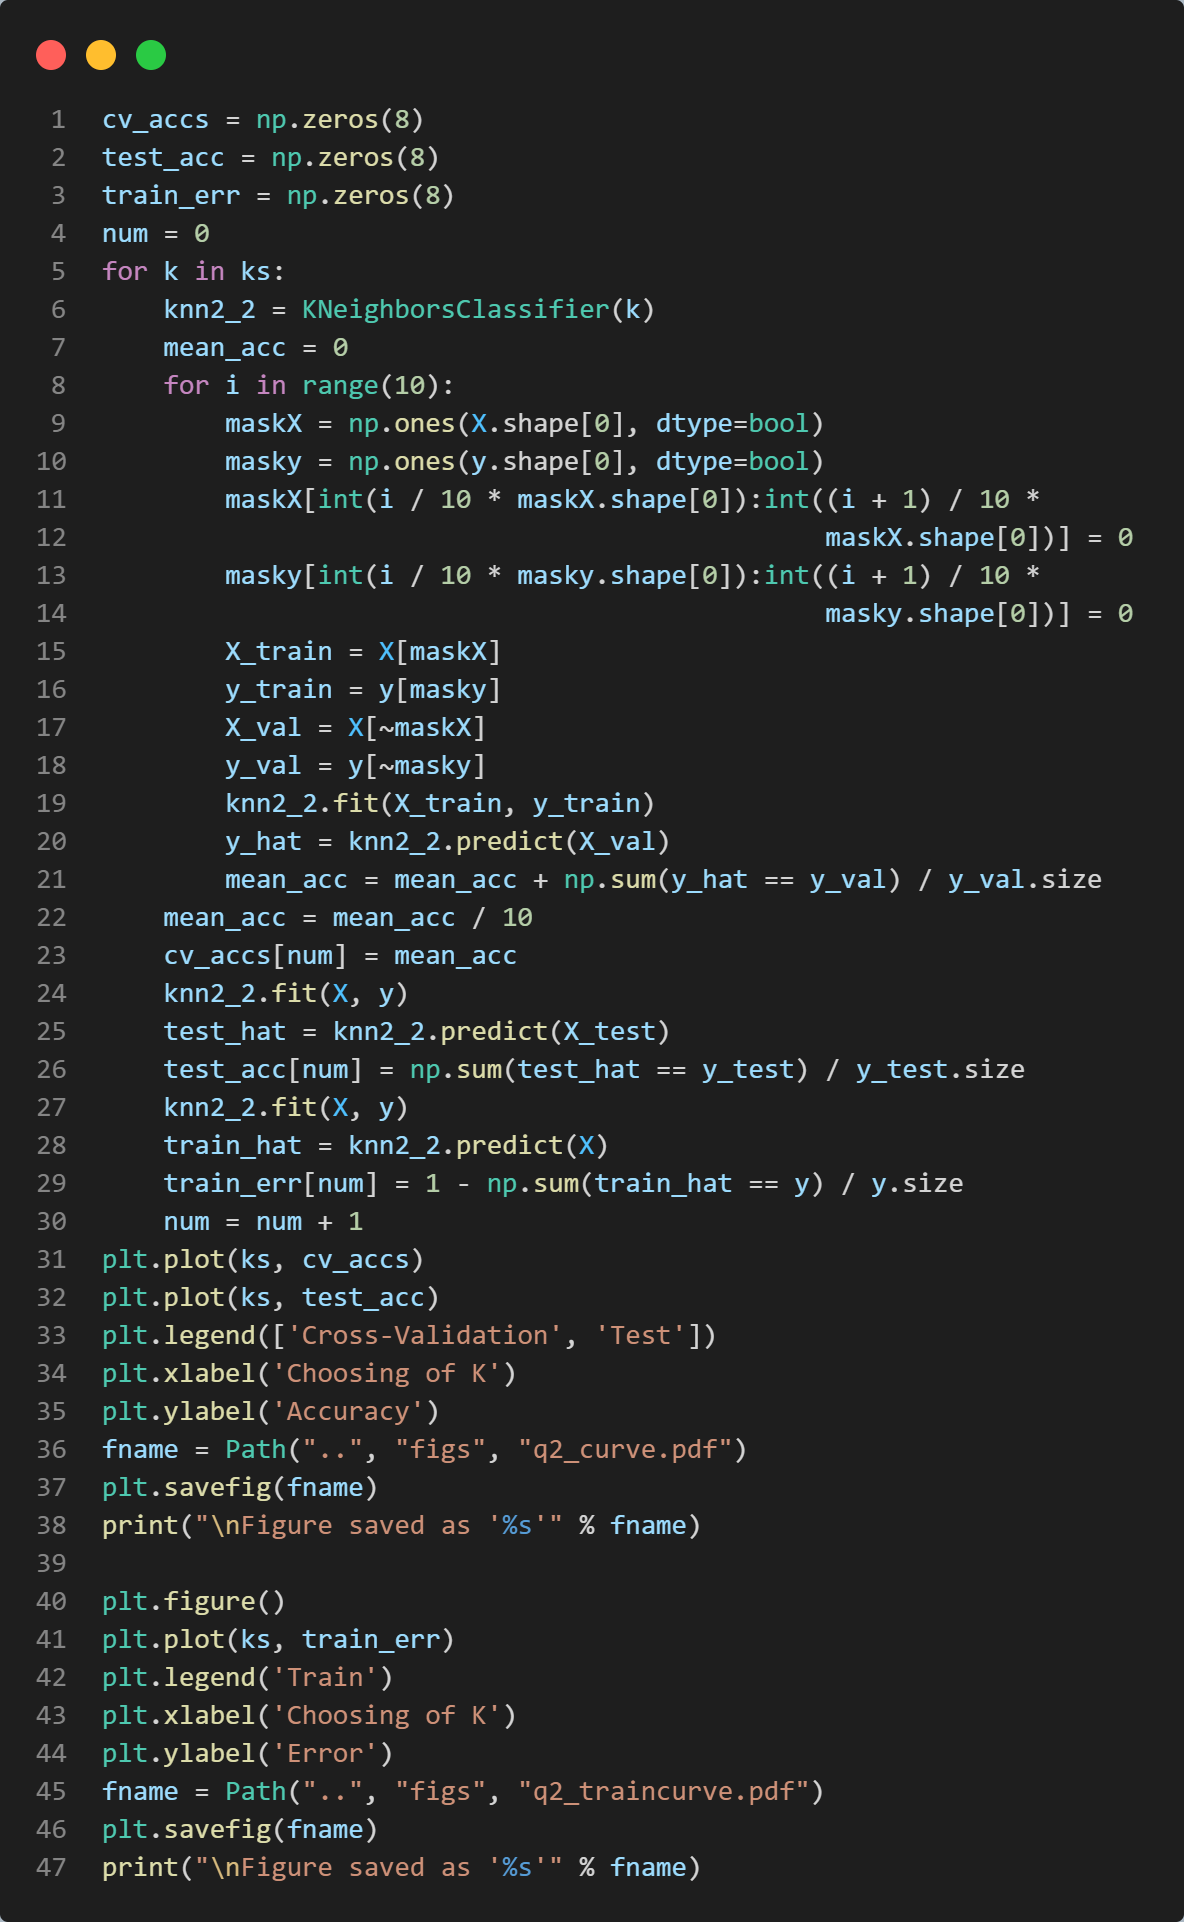 1 cv_accs = np.zeros(8)
2 test_acc = np.zeros(8)
3 train_err = np.zeros(8)
4 num = 0
5 for k in ks:
6     knn2_2 = KNeighborsClassifier(k)
7     mean_acc = 0
8     for i in range(10):
9         maskX = np.ones(X.shape[0], dtype=bool)
10         masky = np.ones(y.shape[0], dtype=bool)
11         maskX[int(i / 10 * maskX.shape[0]):int((i + 1) / 10 *
12                                                maskX.shape[0])] = 0
13         masky[int(i / 10 * masky.shape[0]):int((i + 1) / 10 *
14                                                masky.shape[0])] = 0
15         X_train = X[maskX]
16         y_train = y[masky]
17         X_val = X[~maskX]
18         y_val = y[~masky]
19         knn2_2.fit(X_train, y_train)
20         y_hat = knn2_2.predict(X_val)
21         mean_acc = mean_acc + np.sum(y_hat == y_val) / y_val.size
22     mean_acc = mean_acc / 10
23     cv_accs[num] = mean_acc
24     knn2_2.fit(X, y)
25     test_hat = knn2_2.predict(X_test)
26     test_acc[num] = np.sum(test_hat == y_test) / y_test.size
27     knn2_2.fit(X, y)
28     train_hat = knn2_2.predict(X)
29     train_err[num] = 1 - np.sum(train_hat == y) / y.size
30     num = num + 1
31 plt.plot(ks, cv_accs)
32 plt.plot(ks, test_acc)
33 plt.legend(['Cross-Validation', 'Test'])
34 plt.xlabel('Choosing of K')
35 plt.ylabel('Accuracy')
36 fname = Path("..", "figs", "q2_curve.pdf")
37 plt.savefig(fname)
38 print("\nFigure saved as '%s'" % fname)
39
40 plt.figure()
41 plt.plot(ks, train_err)
42 plt.legend('Train')
43 plt.xlabel('Choosing of K')
44 plt.ylabel('Error')
45 fname = Path("..", "figs", "q2_traincurve.pdf")
46 plt.savefig(fname)
47 print("\nFigure saved as '%s'" % fname)